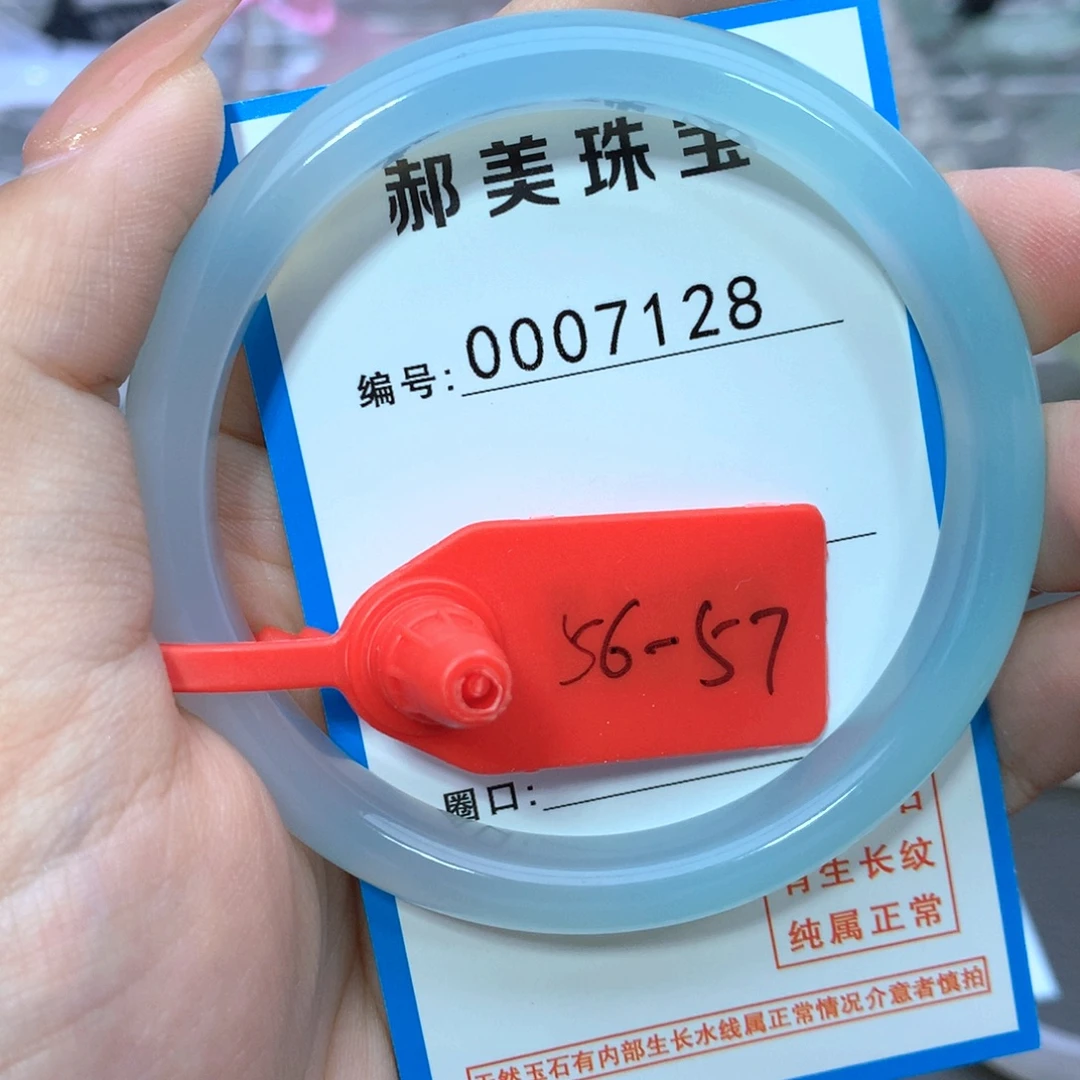 郝美珠宝
编号: 0007128
56-57
圈口:
有生长纹
纯属正常
天然玉石有内部生长水线属正常情况介意者慎拍